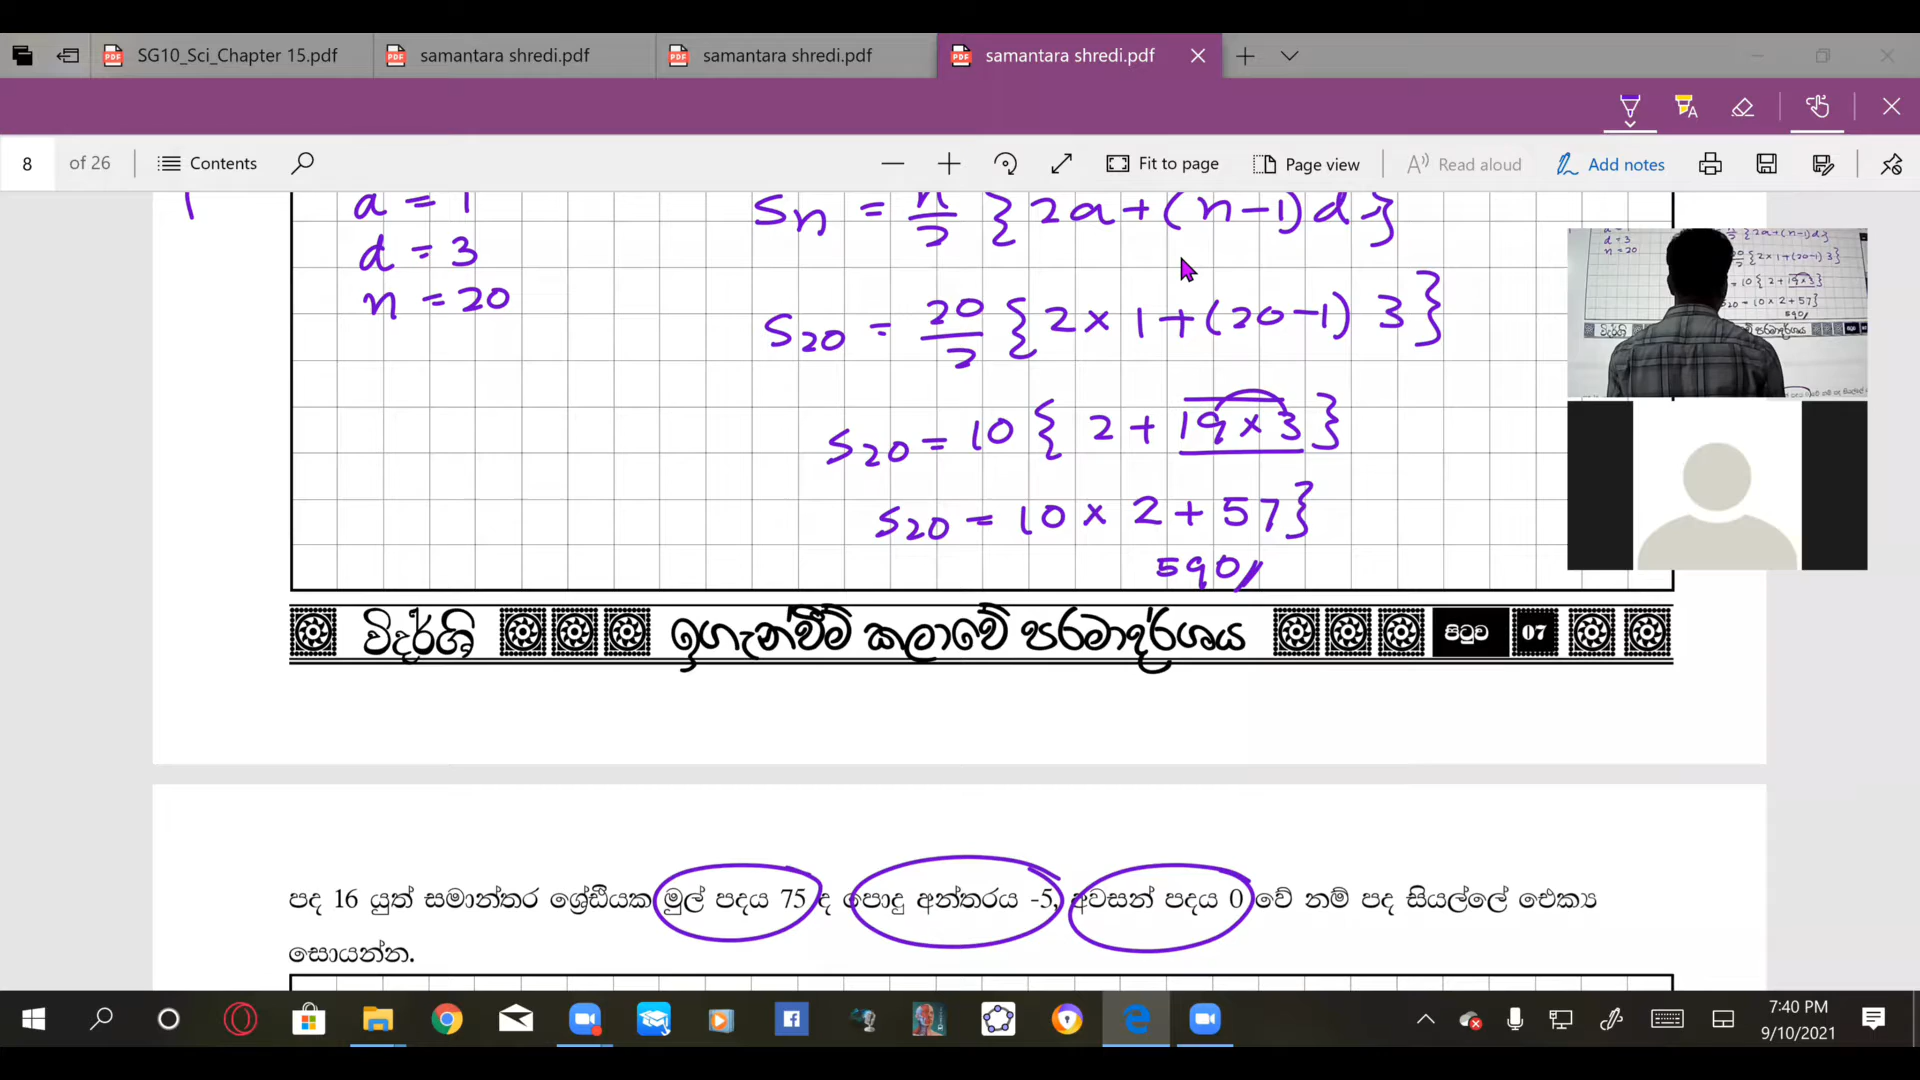 SG10_Sci_Chapter 15.pdf
samantara shredi.pdf
samantara shredi.pdf
samantara shredi.pdf
8 of 26
Contents
Fit to page
Page view
Read aloud
Add notes
a = 1
d = 3
n = 20
Sn = n/2 {2a+(n-1)d}
S20 = 20/2 {2×1+(20-1)3}
S20 = 10 { 2 + 19×3 }
S20 = 10 × 2 + 57}
590//
විදර්ශි ඉගැන්වීම් කලාවේ පරමාදර්ශය පිටුව 07
පද 16 යුත් සමාන්තර ශ්‍රේඪියක මුල් පදය 75 ද පොදු අන්තරය -5, අවසන් පදය 0 වේ නම් පද සියල්ලේ ඓක්‍ය
සොයන්න.
7:40 PM
9/10/2021